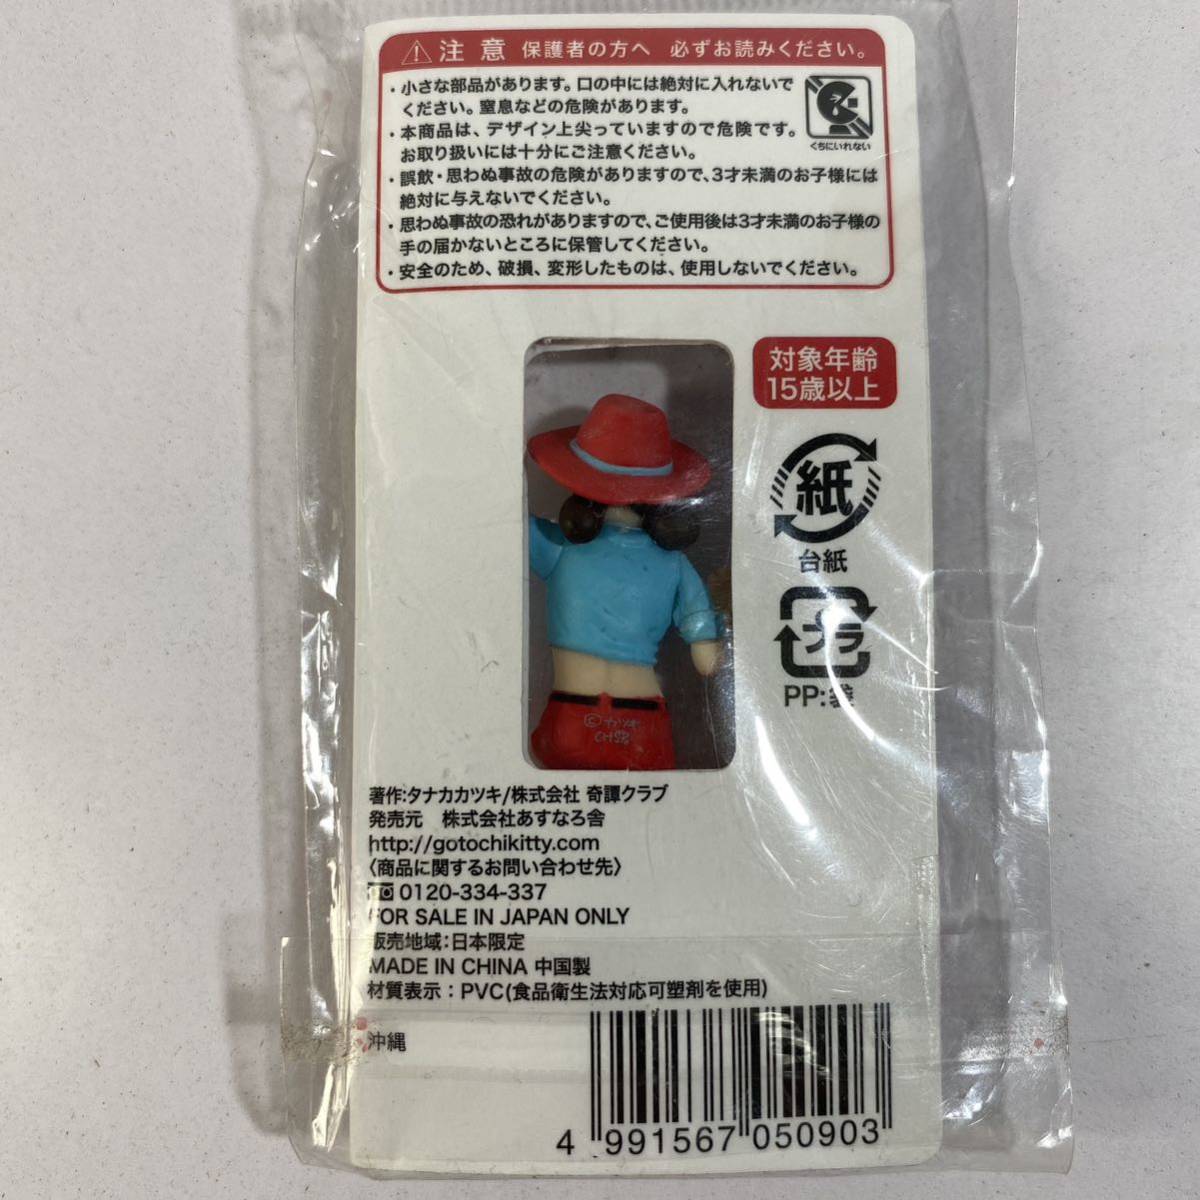 注意 保護者の方へ 必ずお読みください。
・小さな部品があります。口の中には絶対に入れないで
ください。窒息などの危険があります。
・本商品は、デザイン上尖っていますので危険です。
お取り扱いには十分にご注意ください。
・誤飲・思わぬ事故の危険がありますので、3才未満のお子様には
絶対に与えないでください。
・思わぬ事故の恐れがありますので、ご使用後は3才未満のお子様の
手の届かないところに保管してください。
・安全のため、破損、変形したものは、使用しないでください。
くちにいれない
対象年齢
15歳以上
紙
台紙
プラ
PP:袋
©カツキ
著作:タナカカツキ/株式会社 奇譚クラブ
発売元 株式会社あすなろ舎
http://gotochikitty.com
〈商品に関するお問い合わせ先〉
0120-334-337
FOR SALE IN JAPAN ONLY
販売地域:日本限定
MADE IN CHINA 中国製
材質表示:PVC(食品衛生法対応可塑剤を使用)
沖縄
4 991567 050903